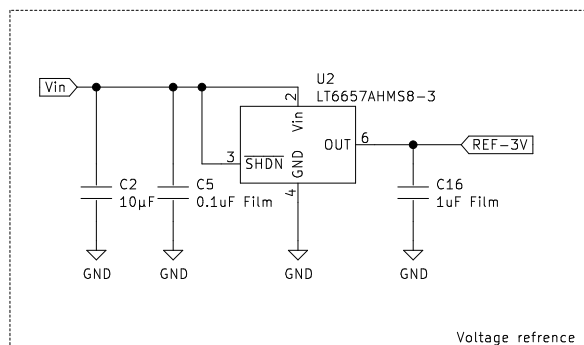 U2
LT6657AHMS8-3
Vin
2
Vin
OUT
6
REF-3V
3
SHDN
GND
4
C2
10µF
C5
0.1uF Film
C16
1uF Film
GND
GND
GND
GND
Voltage refrence